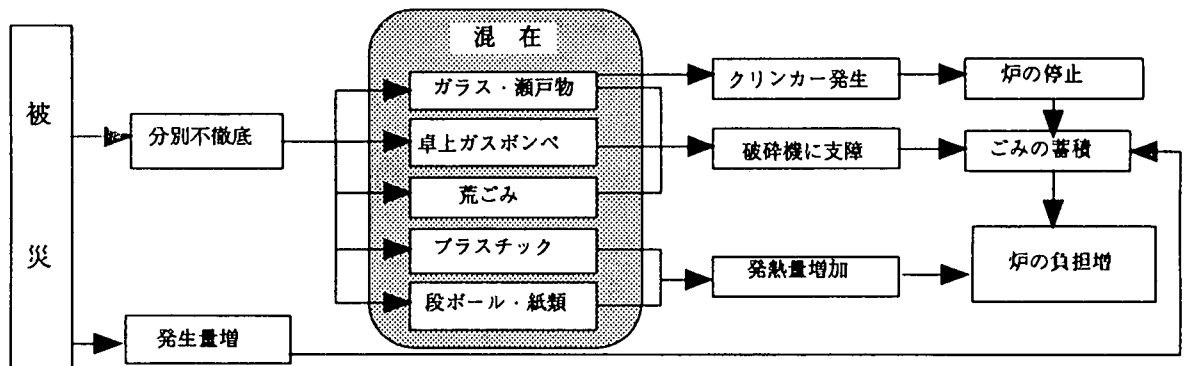 被災
分別不徹底
発生量増
混 在
ガラス・瀬戸物
卓上ガスボンベ
荒ごみ
プラスチック
段ボール・紙類
クリンカー発生
破砕機に支障
発熱量増加
炉の停止
ごみの蓄積
炉の負担増